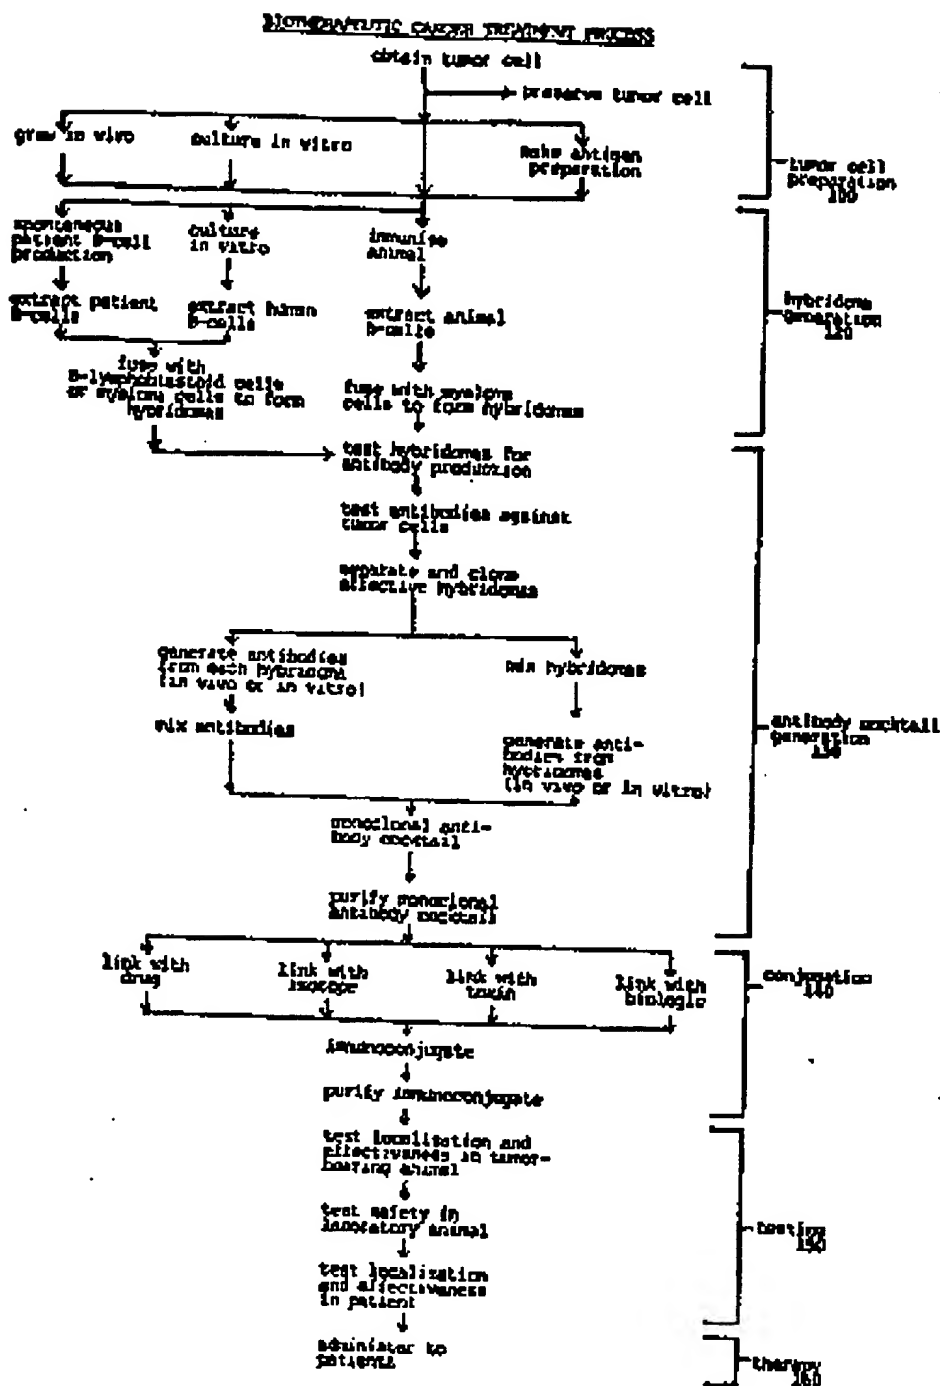 BIOTHERAPEUTIC CANCER TREATMENT PROCESS
obtain tumor cell
preserve tumor cell
grow in vivo
culture in vitro
make antigen
preparation
tumor cell
preparation
100
spontaneous
patient B-cell
production
culture
in vitro
immunize
animal
extract patient
B-cells
extract human
B-cells
extract animal
B-cells
hybridoma
generation
120
fuse with
B-lymphoblastoid cells
or myeloma cells to form
hybridomas
fuse with myeloma
cells to form hybridomas
test hybridomas for
antibody production
test antibodies against
tumor cells
separate and clone
effective hybridomas
generate antibodies
from each hybridoma
(in vivo or in vitro)
mix hybridomas
mix antibodies
generate anti-
bodies from
hybridomas
(in vivo or in vitro)
antibody cocktail
generation
130
monoclonal anti-
body cocktail
purify monoclonal
antibody cocktail
link with
drug
link with
isotope
link with
toxin
link with
biologic
conjugation
140
immunoconjugate
purify immunoconjugate
test localization and
effectiveness in tumor-
bearing animal
test safety in
laboratory animal
testing
150
test localization
and effectiveness
in patient
administer to
patients
therapy
160